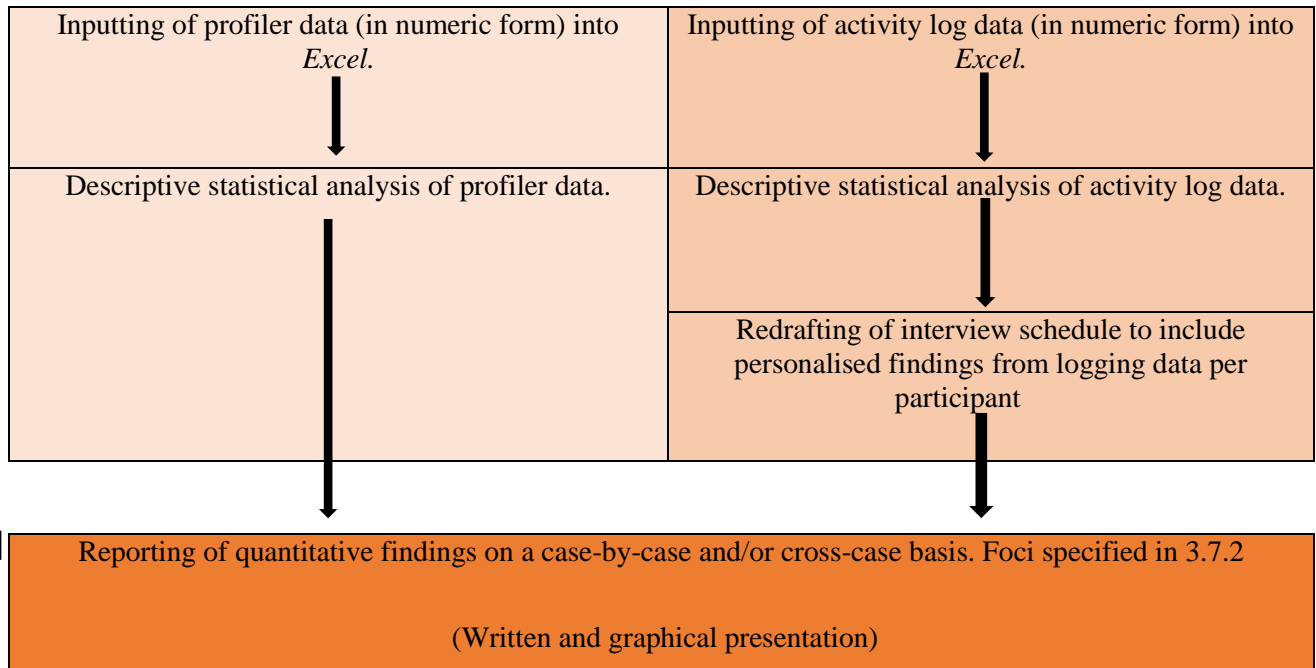 Inputting of profiler data (in numeric form) into
Excel.
Inputting of activity log data (in numeric form) into
Excel.
Descriptive statistical analysis of profiler data.
Descriptive statistical analysis of activity log data.
Redrafting of interview schedule to include
personalised findings from logging data per
participant
Reporting of quantitative findings on a case-by-case and/or cross-case basis. Foci specified in 3.7.2
(Written and graphical presentation)